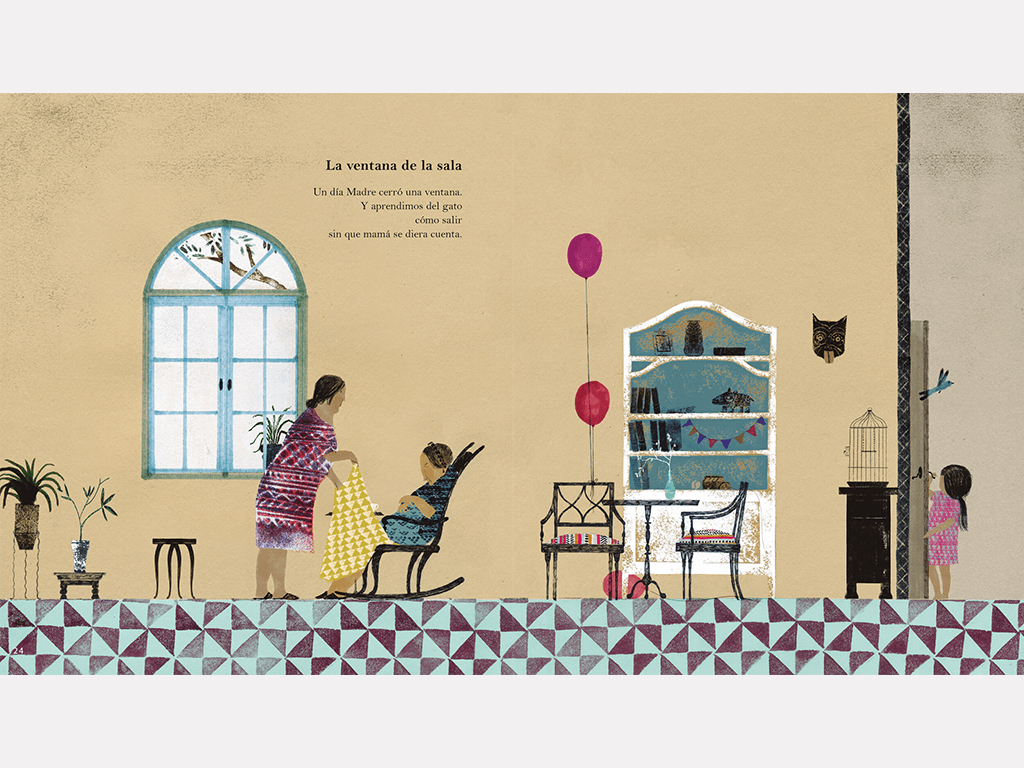 La ventana de la sala
Un día Madre cerró una ventana.
Y aprendimos del gato
cómo salir
sin que mamá se diera cuenta.
24